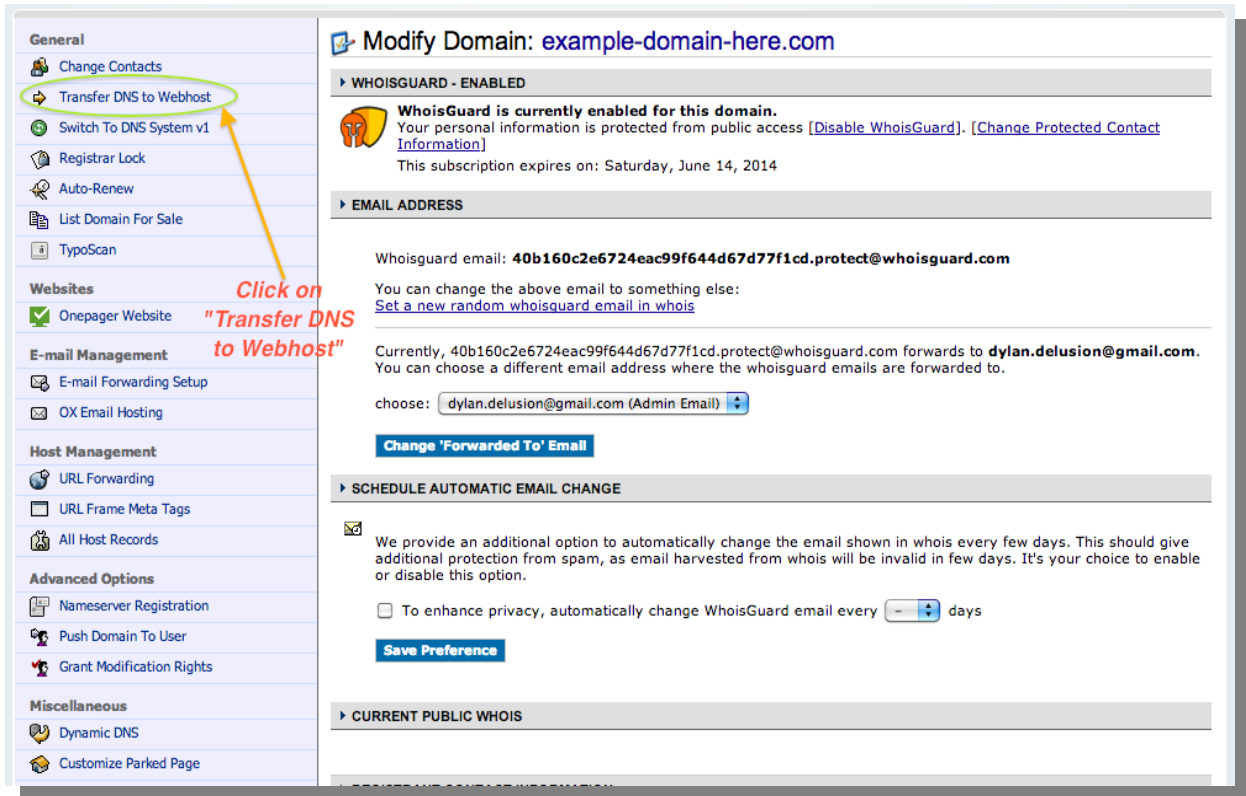 General
Change Contacts
Transfer DNS to Webhost
Switch To DNS System v1
Registrar Lock
Auto-Renew
List Domain For Sale
TypoScan
Websites
Onepager Website
E-mail Management
E-mail Forwarding Setup
OX Email Hosting
Host Management
URL Forwarding
URL Frame Meta Tags
All Host Records
Advanced Options
Nameserver Registration
Push Domain To User
Grant Modification Rights
Miscellaneous
Dynamic DNS
Customize Parked Page
Click on
"Transfer DNS
to Webhost"
Modify Domain: example-domain-here.com
WHOISGUARD - ENABLED
WhoisGuard is currently enabled for this domain.
Your personal information is protected from public access [Disable WhoisGuard]. [Change Protected Contact
Information]
This subscription expires on: Saturday, June 14, 2014
EMAIL ADDRESS
Whoisguard email: 40b160c2e6724eac99f644d67d77f1cd.protect@whoisguard.com
You can change the above email to something else:
Set a new random whoisguard email in whois
Currently, 40b160c2e6724eac99f644d67d77f1cd.protect@whoisguard.com forwards to dylan.delusion@gmail.com.
You can choose a different email address where the whoisguard emails are forwarded to.
choose: dylan.delusion@gmail.com (Admin Email)
Change 'Forwarded To' Email
SCHEDULE AUTOMATIC EMAIL CHANGE
We provide an additional option to automatically change the email shown in whois every few days. This should give
additional protection from spam, as email harvested from whois will be invalid in few days. It's your choice to enable
or disable this option.
To enhance privacy, automatically change WhoisGuard email every - days
Save Preference
CURRENT PUBLIC WHOIS
REGISTRANT CONTACT INFORMATION